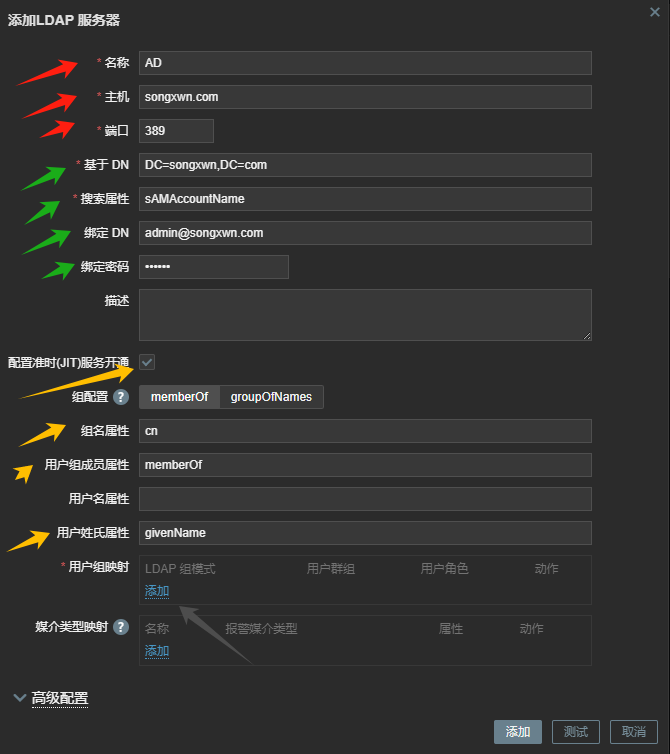 添加LDAP 服务器
* 名称 AD
* 主机 songxwn.com
* 端口 389
* 基于 DN DC=songxwn,DC=com
* 搜索属性 sAMAccountName
绑定 DN admin@songxwn.com
绑定密码 ••••••
描述
配置准时(JIT)服务开通
组配置 ? memberOf groupOfNames
组名属性 cn
用户组成员属性 memberOf
用户名属性
用户姓氏属性 givenName
* 用户组映射 LDAP 组模式 用户群组 用户角色 动作
添加
媒介类型映射 ? 名称 报警媒介类型 属性 动作
添加
高级配置
添加 测试 取消